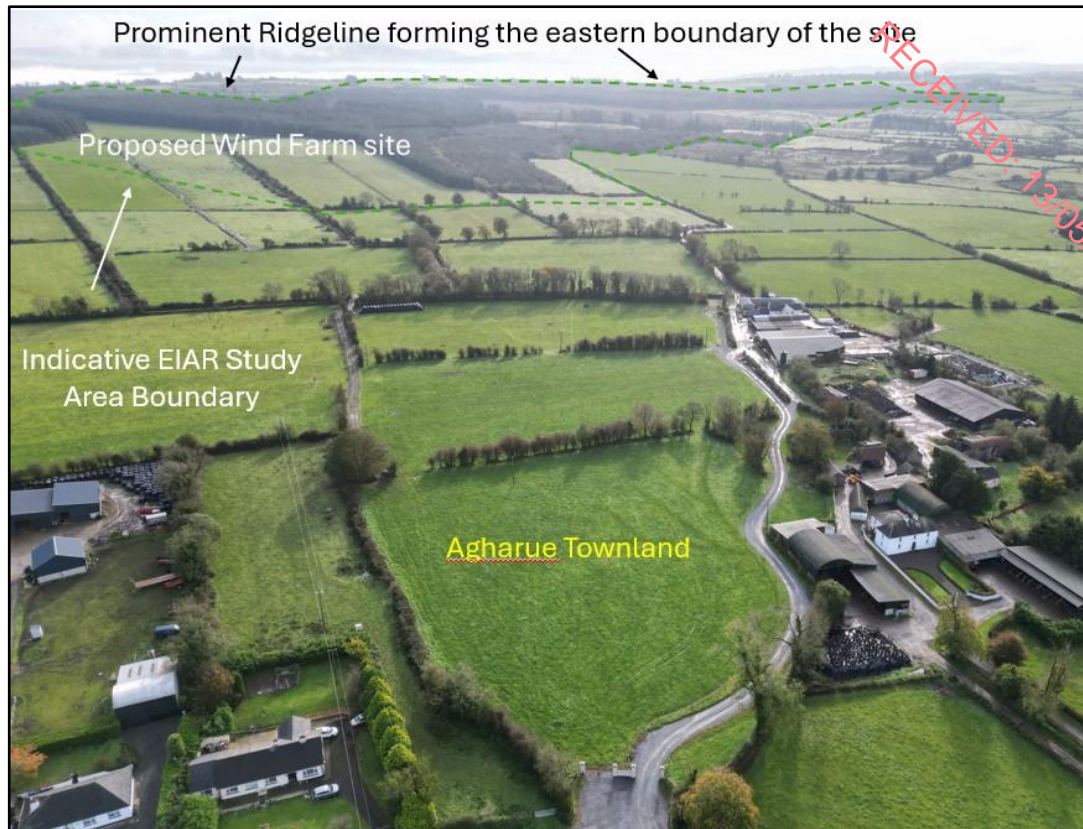 Prominent Ridgeline forming the eastern boundary of the site
RECEIVED: 13/05
Proposed Wind Farm site
Indicative EIAR Study
Area Boundary
Agharue Townland